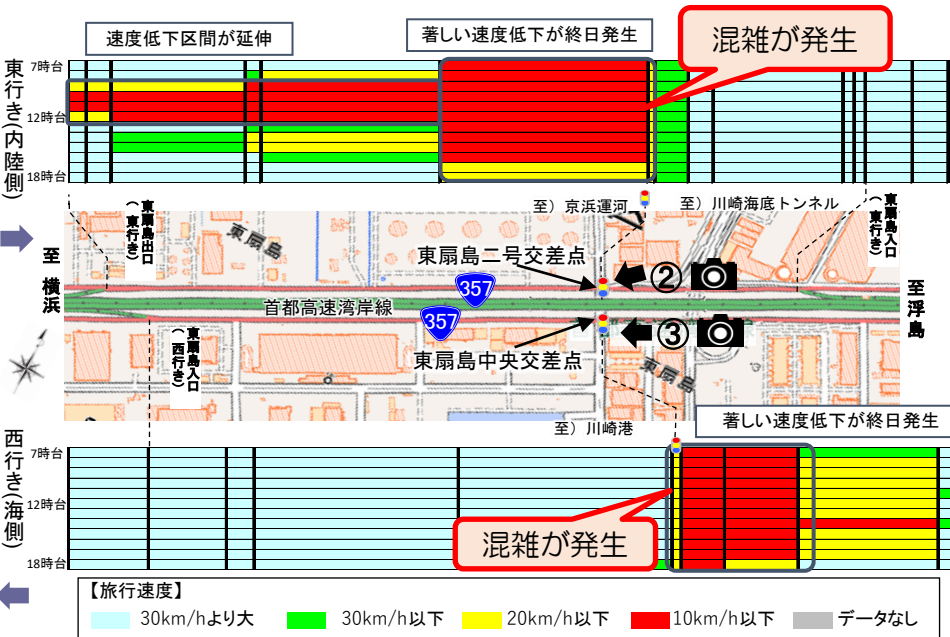 速度低下区間が延伸
著しい速度低下が終日発生
混雑が発生
東行き(内陸側)
7時台
12時台
18時台
至）京浜運河
至）川崎海底トンネル
東扇島出口
（東行き）
東扇島
東扇島入口
（東行き）
東扇島二号交差点
②
至横浜
首都高速湾岸線
357
357
至浮島
③
東扇島入口
（西行き）
東扇島中央交差点
東扇島
至）川崎港
著しい速度低下が終日発生
西行き(海側)
7時台
12時台
18時台
混雑が発生
【旅行速度】
30km/hより大
30km/h以下
20km/h以下
10km/h以下
データなし